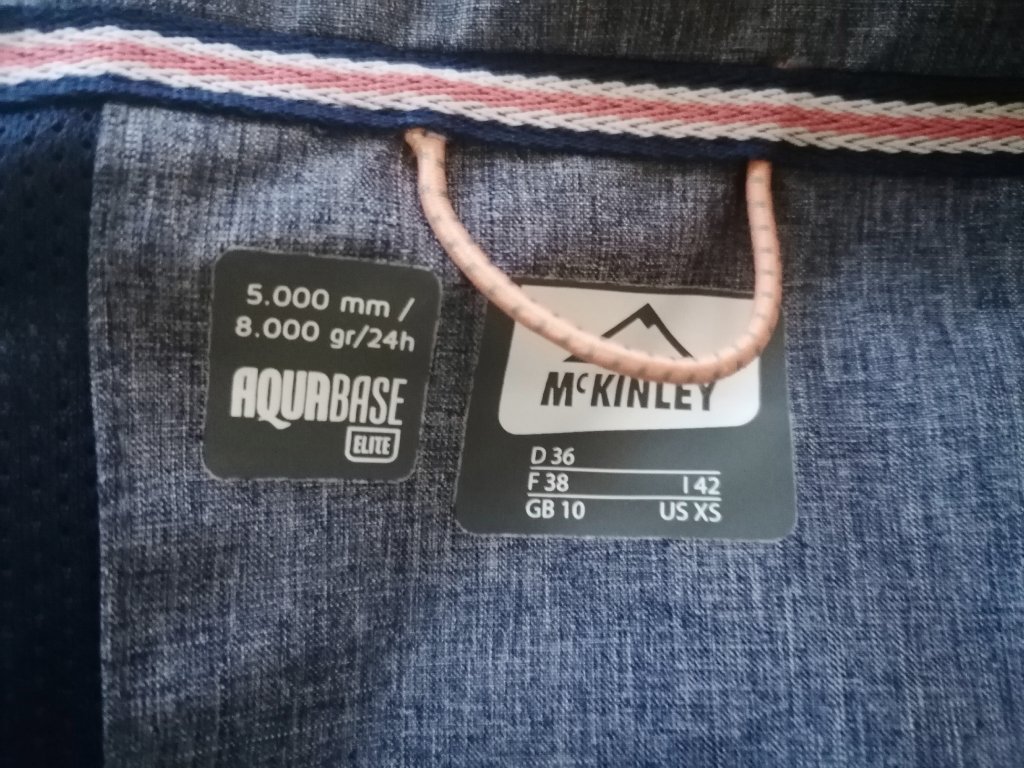 5.000 mm /
8.000 gr/24h
AQUABASE
ELITE
McKINLEY
D 36
F 38 I 42
GB 10 US XS